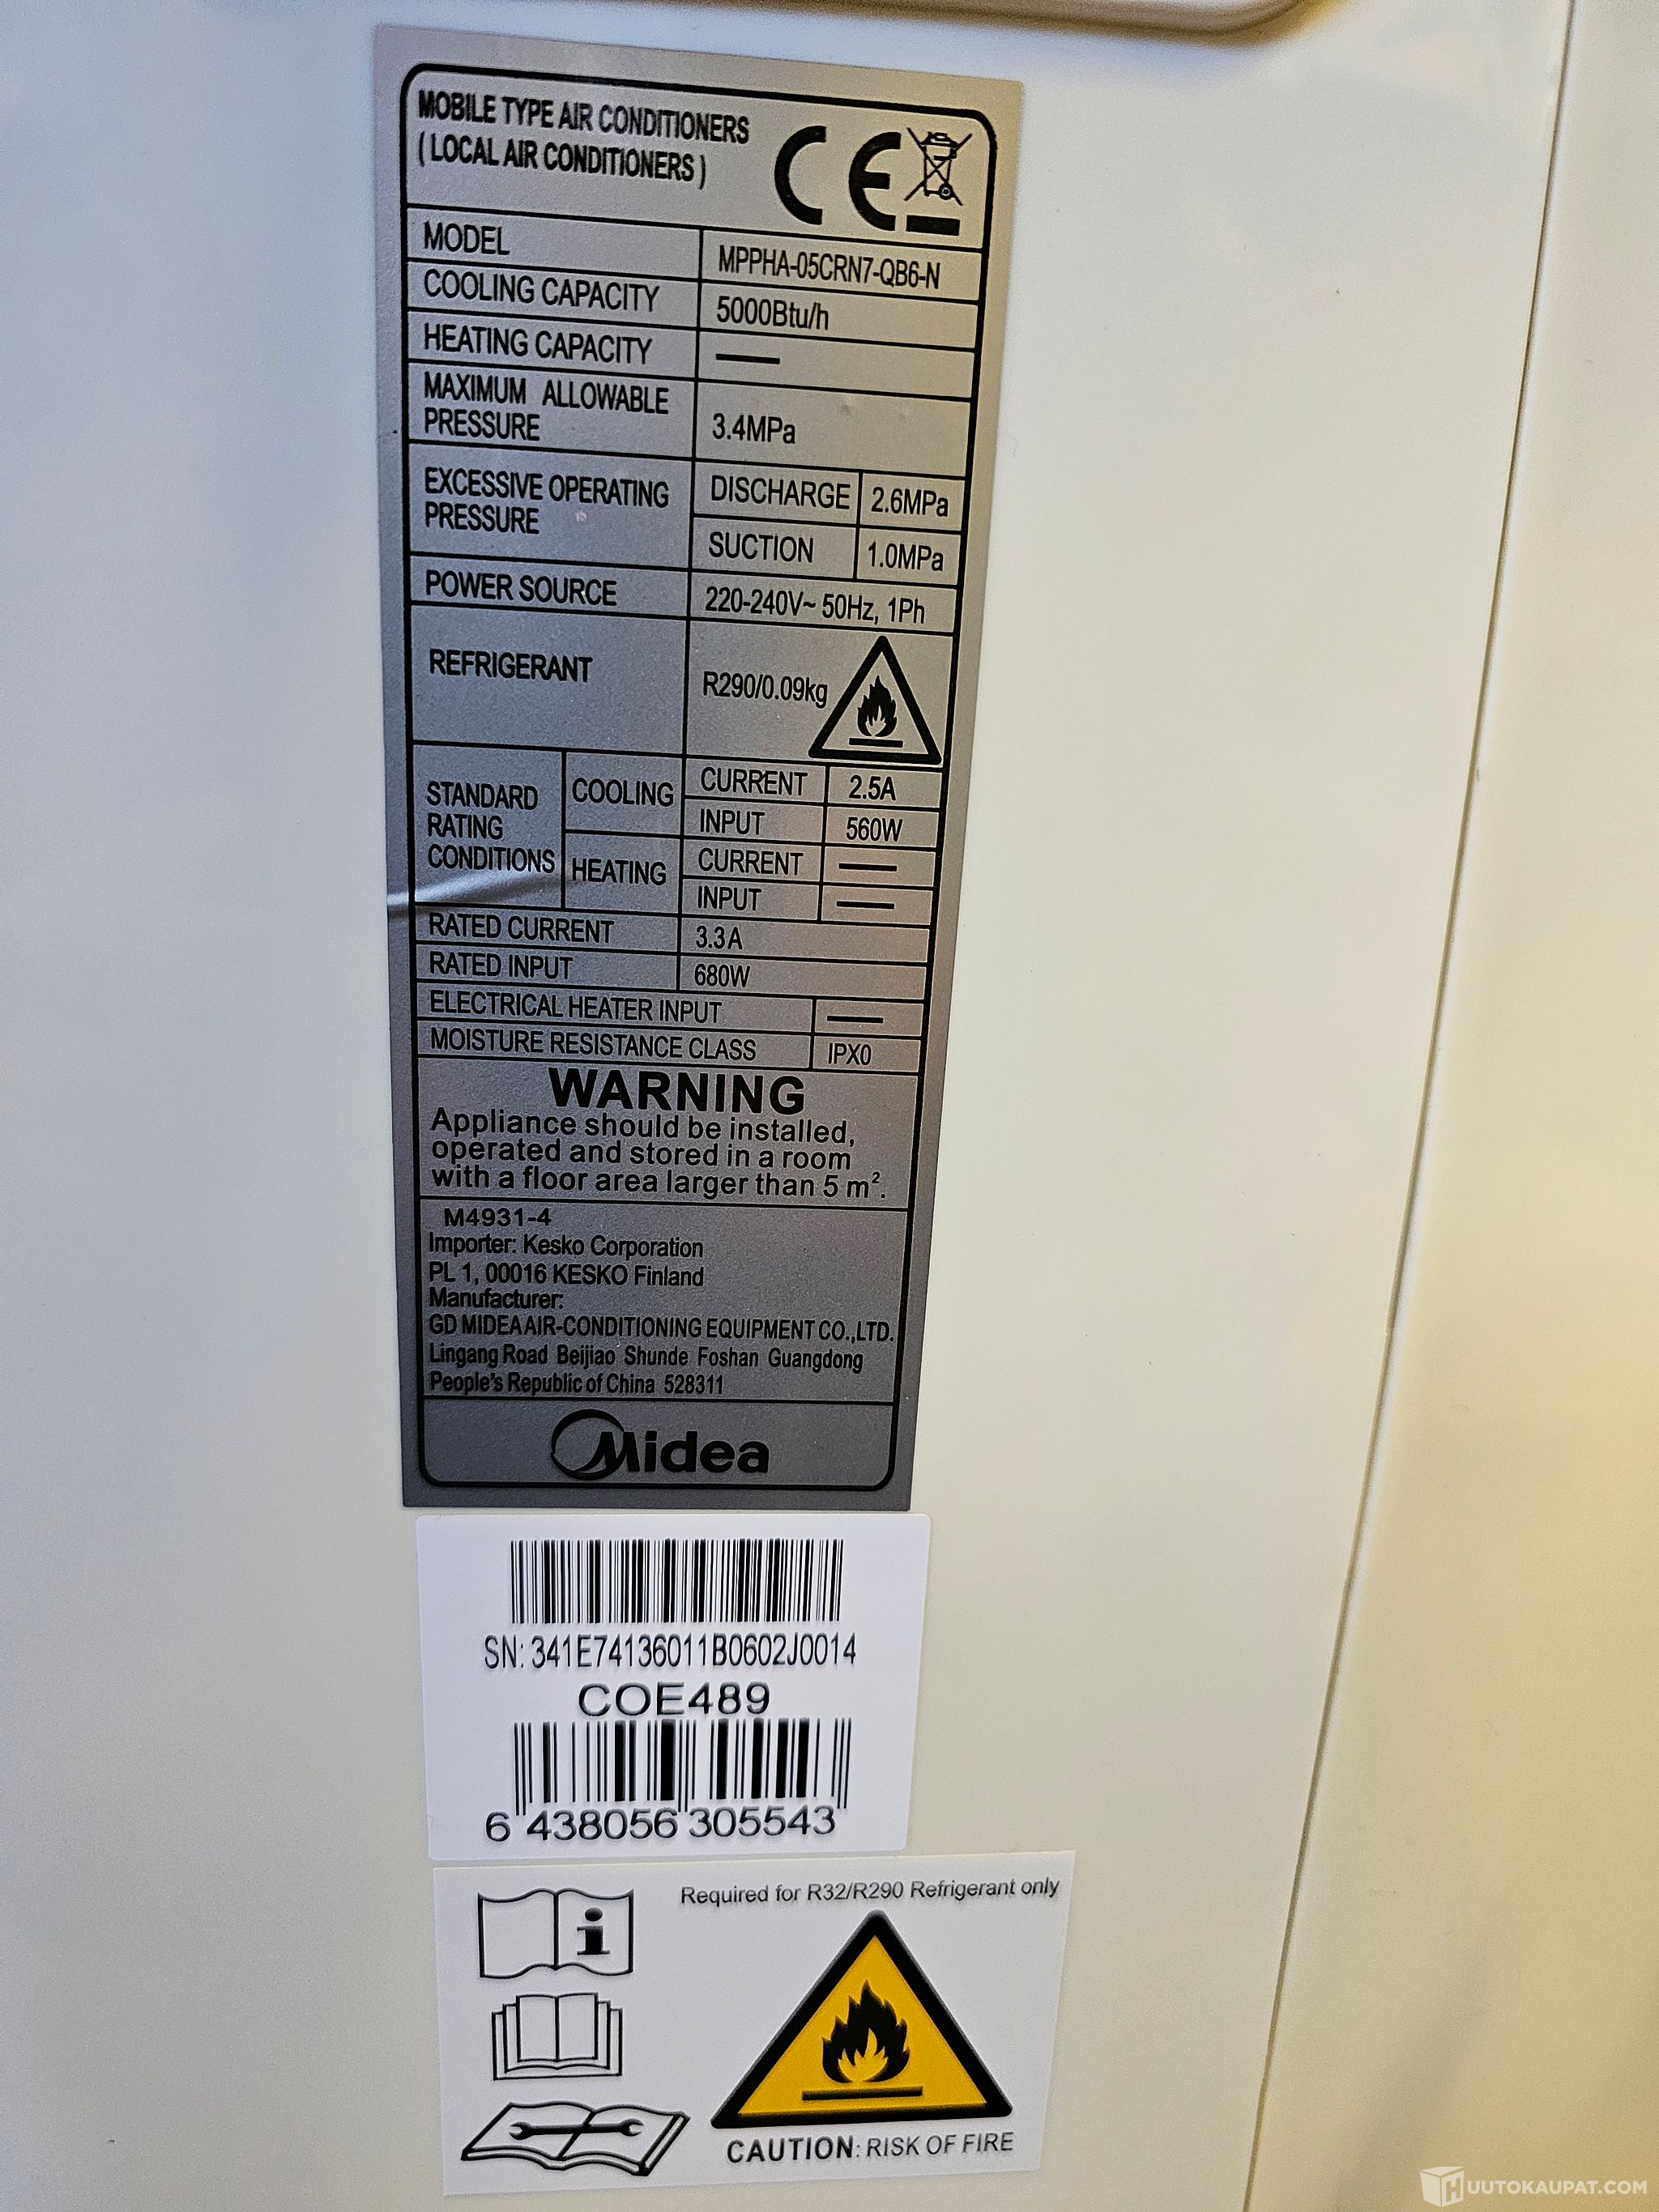 MOBILE TYPE AIR CONDITIONERS
( LOCAL AIR CONDITIONERS )
CE
MODEL MPPHA-05CRN7-QB6-N
COOLING CAPACITY 5000Btu/h
HEATING CAPACITY —
MAXIMUM ALLOWABLE
PRESSURE 3.4MPa
EXCESSIVE OPERATING
PRESSURE
DISCHARGE 2.6MPa
SUCTION 1.0MPa
POWER SOURCE 220-240V~ 50Hz, 1Ph
REFRIGERANT R290/0.09kg
STANDARD
RATING
CONDITIONS
COOLING CURRENT 2.5A
INPUT 560W
HEATING CURRENT —
INPUT —
RATED CURRENT 3.3A
RATED INPUT 680W
ELECTRICAL HEATER INPUT —
MOISTURE RESISTANCE CLASS IPX0
WARNING
Appliance should be installed,
operated and stored in a room
with a floor area larger than 5 m².
M4931-4
Importer: Kesko Corporation
PL 1, 00016 KESKO Finland
Manufacturer:
GD MIDEA AIR-CONDITIONING EQUIPMENT CO.,LTD.
Lingang Road Beijiao Shunde Foshan Guangdong
People's Republic of China 528311
Midea
SN: 341E74136011B0602J0014
COE489
6 438056 305543
Required for R32/R290 Refrigerant only
i
CAUTION: RISK OF FIRE
HUUTOKAUPAT.COM